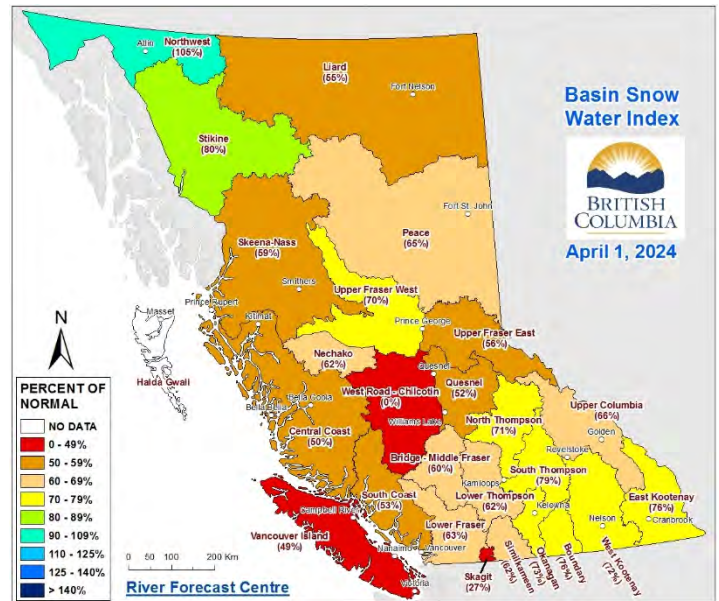 Basin Snow
Water Index
BRITISH
COLUMBIA
April 1, 2024
Atlin
Northwest
(105%)
Liard
(55%)
Fort Nelson
Stikine
(80%)
Fort St. John
Peace
(65%)
Skeena-Nass
(59%)
Smithers
Upper Fraser West
(70%)
Prince Rupert
Kitimat
Masset
Haida Gwaii
Prince George
Upper Fraser East
(56%)
Nechako
(62%)
Quesnel
Quesnel
(52%)
West Road - Chilcotin
(0%)
Bella Coola
Bella Bella
Williams Lake
Central Coast
(50%)
North Thompson
(71%)
Upper Columbia
(66%)
Golden
Revelstoke
Bridge - Middle Fraser
(60%)
Kamloops
South Thompson
(79%)
South Coast
(53%)
Lower Thompson
(62%)
East Kootenay
(76%)
Cranbrook
Kelowna
Nelson
Campbell River
Vancouver Island
(49%)
Lower Fraser
(63%)
Nanaimo
Vancouver
Victoria
Skagit
(27%)
Similkameen
(62%)
Okanagan
(73%)
Boundary
(76%)
West Kootenay
(72%)
N
PERCENT OF
NORMAL
NO DATA
0 - 49%
50 - 59%
60 - 69%
70 - 79%
80 - 89%
90 - 109%
110 - 125%
125 - 140%
> 140%
0 50 100 200 Km
River Forecast Centre